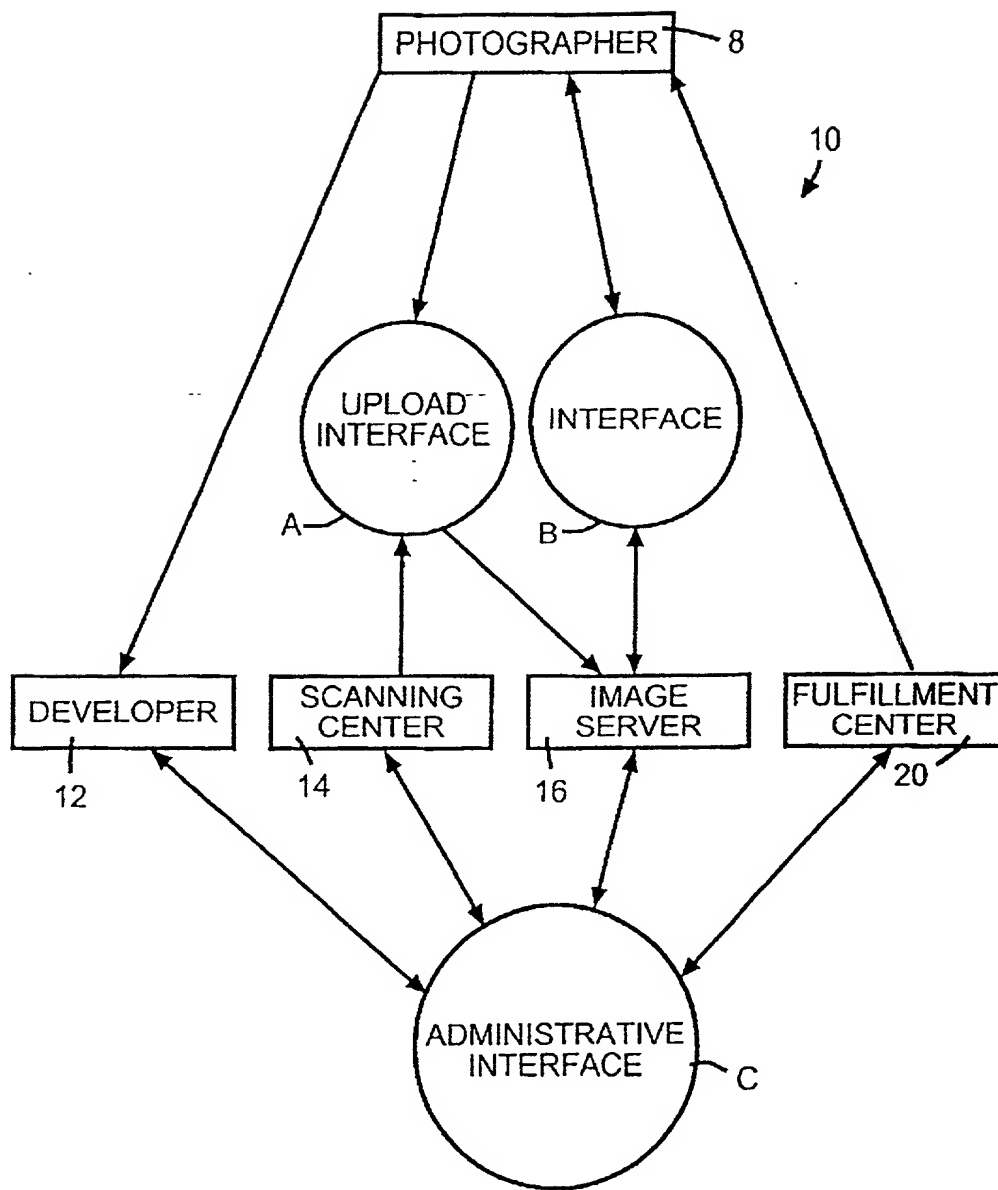 PHOTOGRAPHER
8
10
UPLOAD
INTERFACE
INTERFACE
A
B
DEVELOPER
SCANNING
CENTER
IMAGE
SERVER
FULFILLMENT
CENTER
12
14
16
20
ADMINISTRATIVE
INTERFACE
C